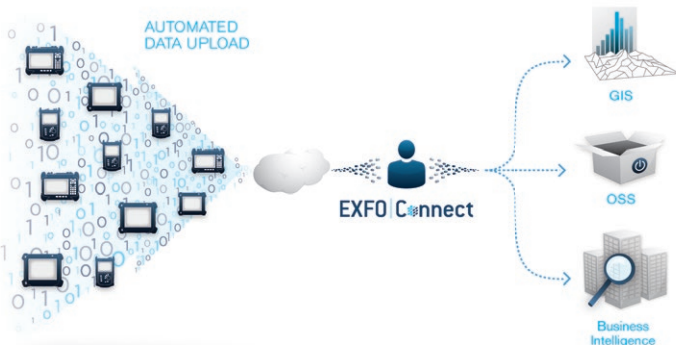 AUTOMATED
DATA UPLOAD
GIS
EXFO Connect
OSS
Business
Intelligence